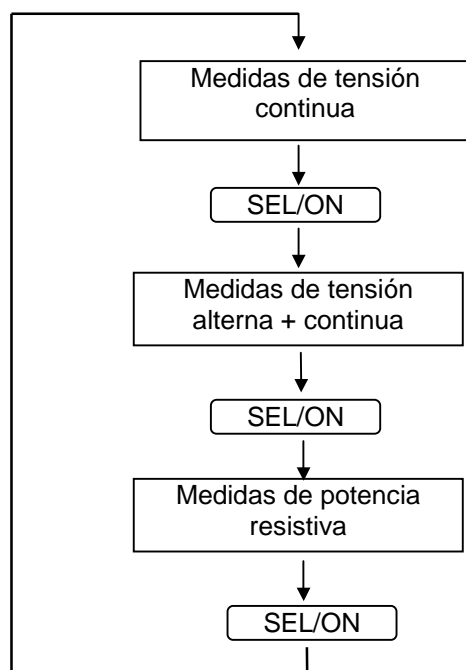 Medidas de tensión
continua
SEL/ON
Medidas de tensión
alterna + continua
SEL/ON
Medidas de potencia
resistiva
SEL/ON